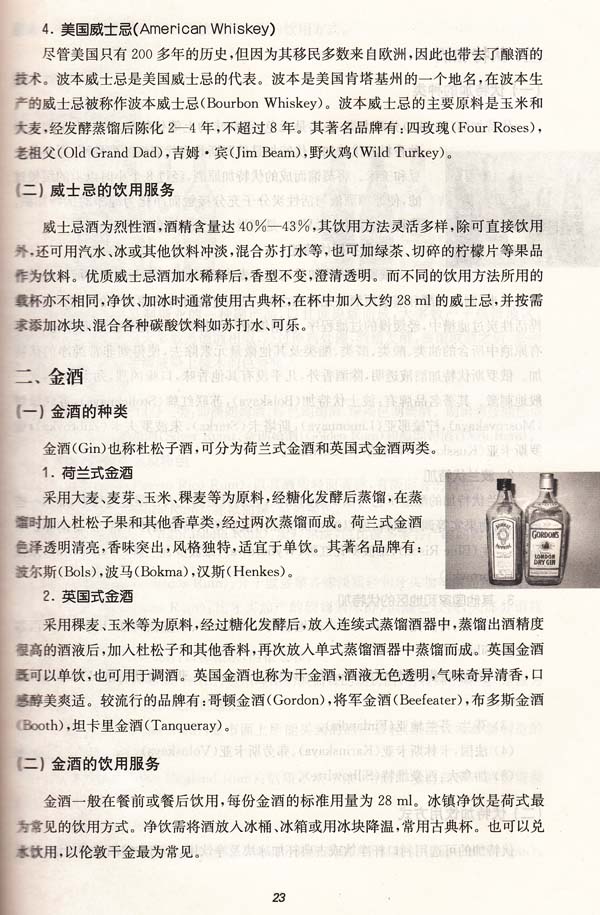 4. 美国威士忌(American Whiskey)
尽管美国只有 200 多年的历史,但因为其移民多数来自欧洲,因此也带去了酿酒的
技术。波本威士忌是美国威士忌的代表。波本是美国肯塔基州的一个地名,在波本生
产的威士忌被称作波本威士忌(Bourbon Whiskey)。波本威士忌的主要原料是玉米和
大麦,经发酵蒸馏后陈化 2—4 年,不超过 8 年。其著名品牌有:四玫瑰(Four Roses),
老祖父(Old Grand Dad),吉姆·宾(Jim Beam),野火鸡(Wild Turkey)。
(二) 威士忌的饮用服务
威士忌酒为烈性酒,酒精含量达 40%—43%,其饮用方法灵活多样,除可直接饮用
外,还可用汽水、冰或其他饮料冲淡,混合苏打水等,也可加绿茶、切碎的柠檬片等果品
作为饮料。优质威士忌酒加水稀释后,香型不变,澄清透明。而不同的饮用方法所用的
载杯亦不相同,净饮、加冰时通常使用古典杯,在杯中加入大约 28 ml 的威士忌,并按需
求添加冰块、混合各种碳酸饮料如苏打水、可乐。
二、金酒
(一) 金酒的种类
金酒(Gin)也称杜松子酒,可分为荷兰式金酒和英国式金酒两类。
1. 荷兰式金酒
采用大麦、麦芽、玉米、稞麦等为原料,经糖化发酵后蒸馏,在蒸
馏时加入杜松子果和其他香草类,经过两次蒸馏而成。荷兰式金酒
色泽透明清亮,香味突出,风格独特,适宜于单饮。其著名品牌有:
波尔斯(Bols),波马(Bokma),汉斯(Henkes)。
GORDON'S
LONDON
DRY GIN
2. 英国式金酒
采用稞麦、玉米等为原料,经过糖化发酵后,放入连续式蒸馏酒器中,蒸馏出酒精度
很高的酒液后,加入杜松子和其他香料,再次放入单式蒸馏酒器中蒸馏而成。英国金酒
既可以单饮,也可用于调酒。英国金酒也称为干金酒,酒液无色透明,气味奇异清香,口
感醇美爽适。较流行的品牌有:哥顿金酒(Gordon),将军金酒(Beefeater),布多斯金酒
(Booth),坦卡里金酒(Tanqueray)。
(二) 金酒的饮用服务
金酒一般在餐前或餐后饮用,每份金酒的标准用量为 28 ml。冰镇净饮是荷式最
为常见的饮用方式。净饮需将酒放入冰桶、冰箱或用冰块降温,常用古典杯。也可以兑
水饮用,以伦敦干金最为常见。
23